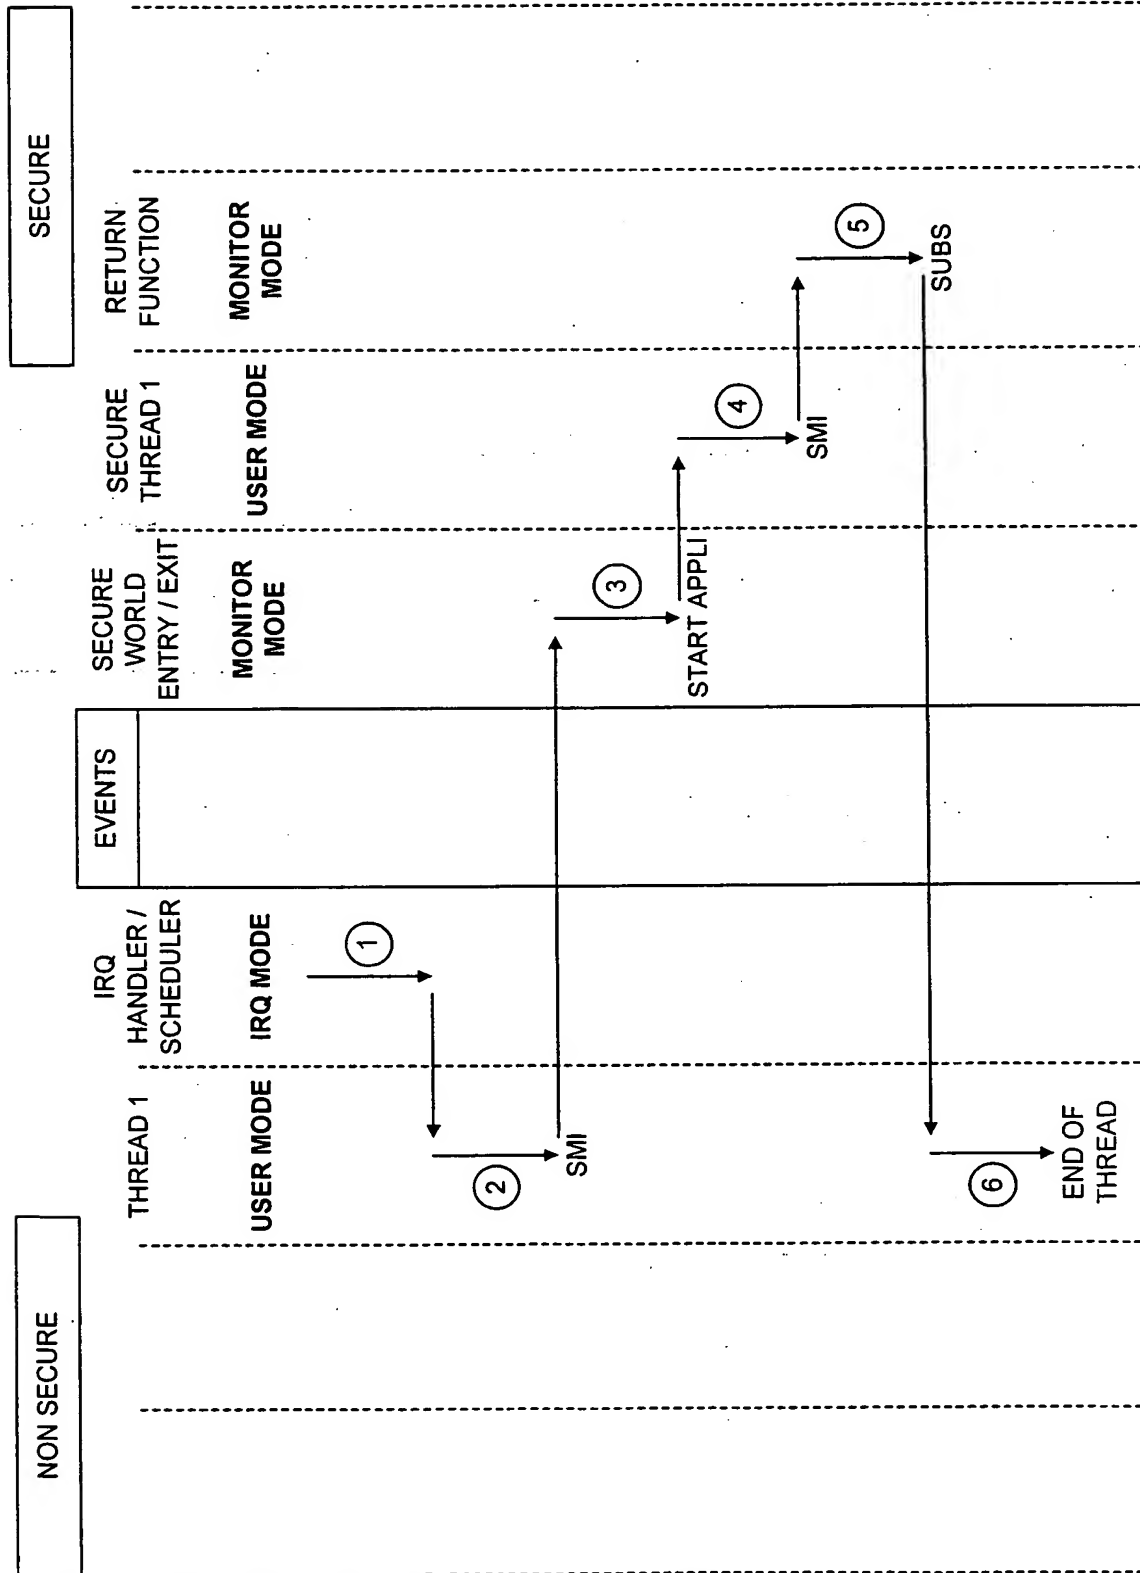 NON SECURE
SECURE
EVENTS
THREAD 1
USER MODE
IRQ
HANDLER /
SCHEDULER
IRQ MODE
SECURE
WORLD
ENTRY / EXIT
MONITOR
MODE
SECURE
THREAD 1
USER MODE
RETURN
FUNCTION
MONITOR
MODE
1
2
SMI
3
START APPLI
4
SMI
5
SUBS
6
END OF
THREAD